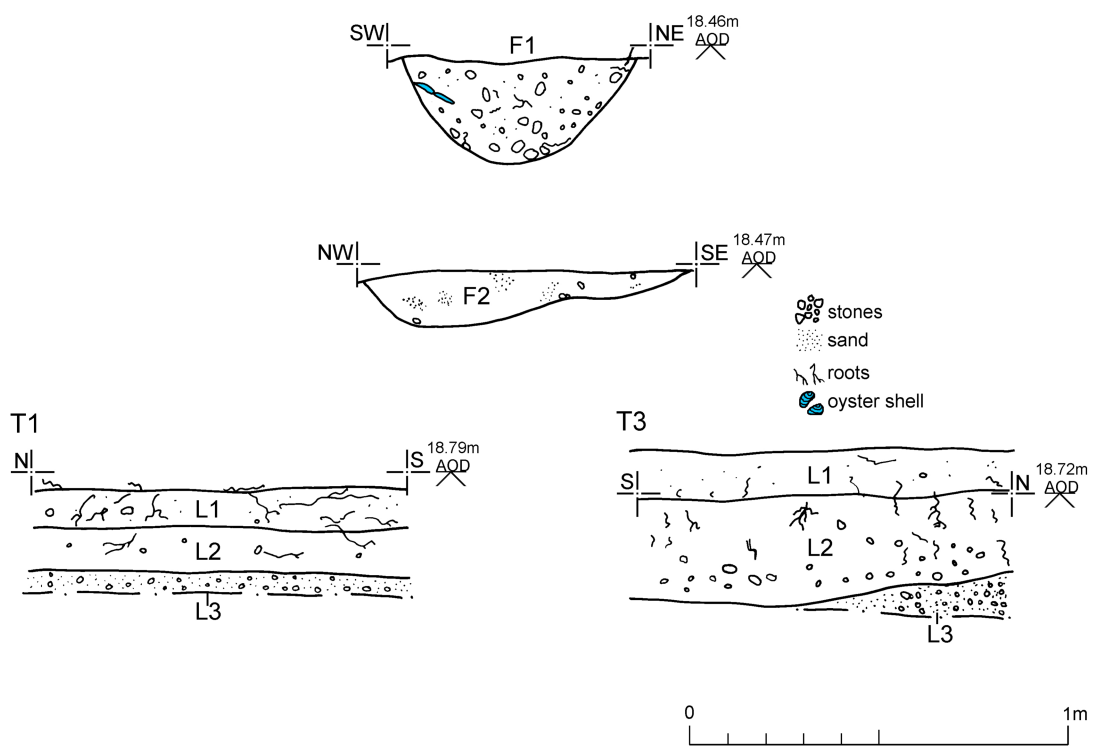 SW
F1
NE
18.46m
AOD
NW
F2
SE
18.47m
AOD
stones
sand
roots
oyster shell
T1
N
S
18.79m
AOD
L1
L2
L3
T3
S
N
18.72m
AOD
L1
L2
L3
0
1m